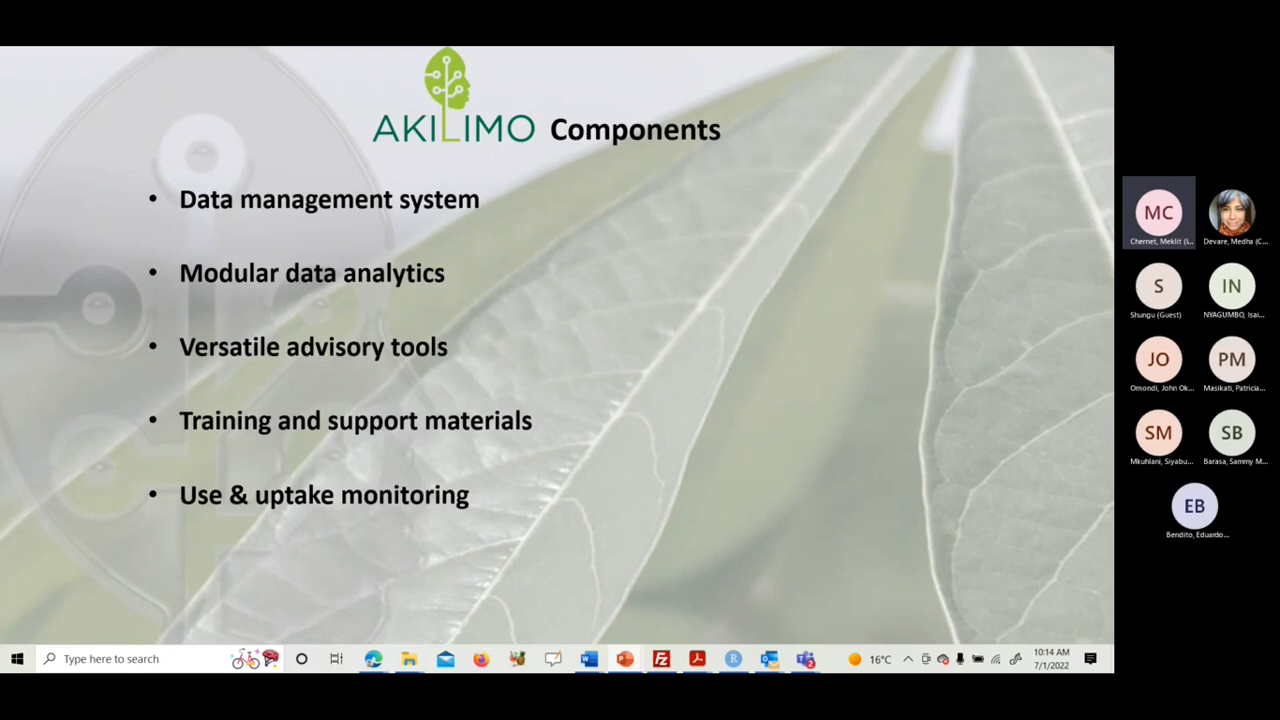 AKILIMO Components
• Data management system
• Modular data analytics
• Versatile advisory tools
• Training and support materials
• Use & uptake monitoring
MC
Chernet, Meklit (I...
Devare, Medha (C...
S
Shungu (Guest)
IN
NYAGUMBO, Isai...
JO
Omondi, John Ok...
PM
Masikati, Patricia...
SM
Mkuhlani, Siyabu...
SB
Barasa, Sammy M...
EB
Bendito, Eduardo...
Type here to search
16°C
10:14 AM
7/1/2022